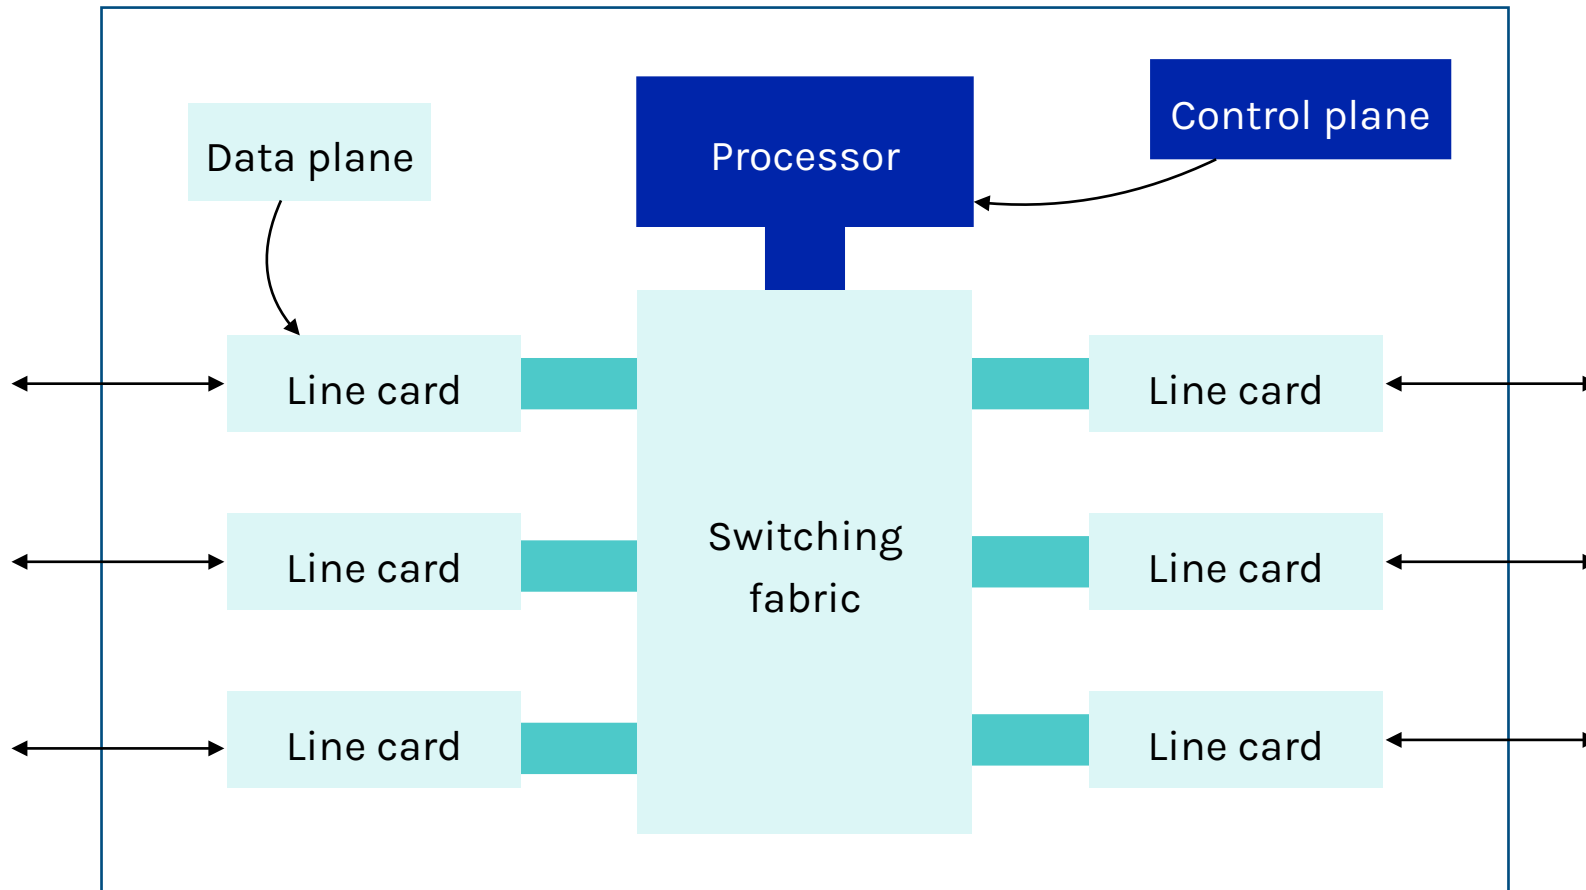 Data plane
Processor
Control plane
Line card
Line card
Line card
Switching
fabric
Line card
Line card
Line card